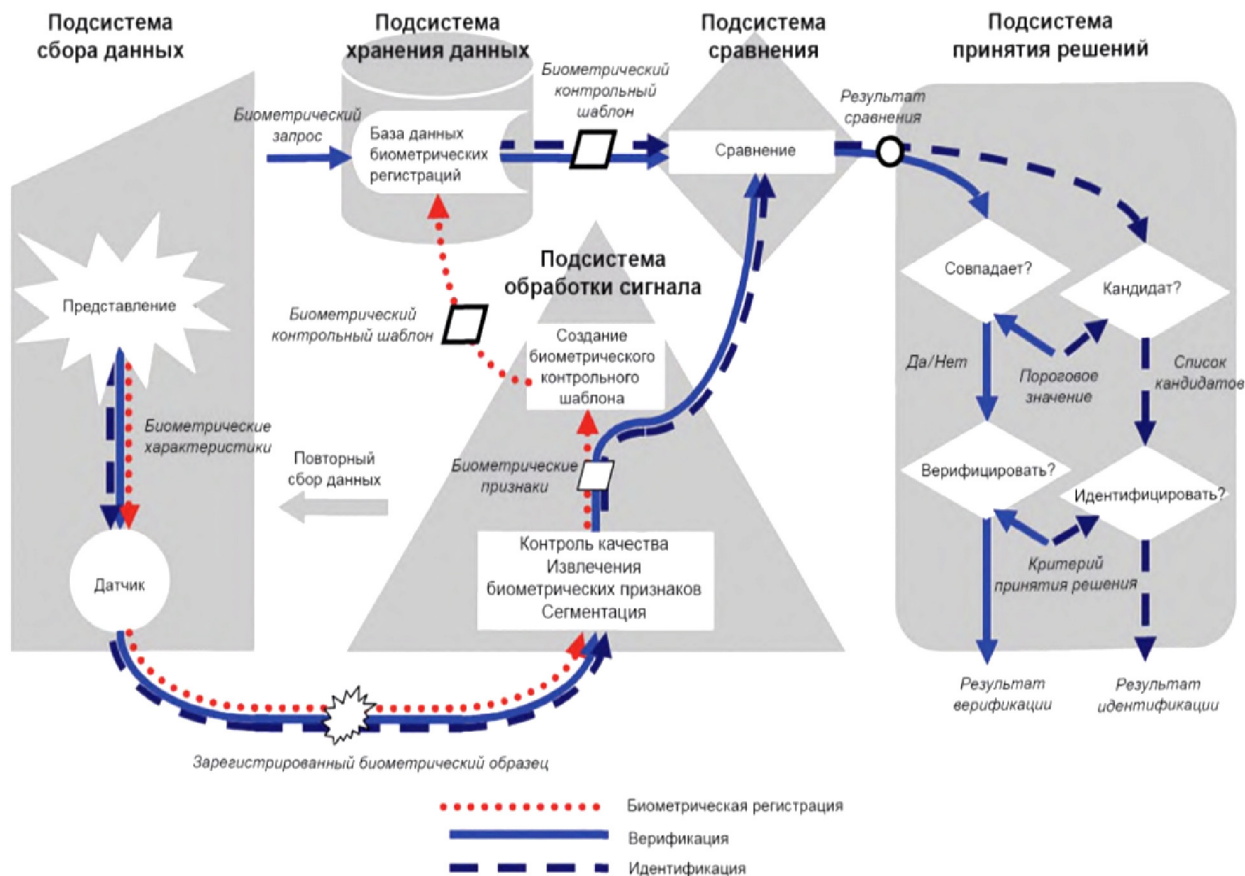 Подсистема
сбора данных
Подсистема
хранения данных
Подсистема
сравнения
Подсистема
принятия решений
Биометрический
запрос
База данных
биометрических
регистраций
Биометрический
контрольный
шаблон
Сравнение
Результат
сравнения
Представление
Биометрические
характеристики
Датчик
Повторный
сбор данных
Биометрический
контрольный шаблон
Подсистема
обработки сигнала
Создание
биометрического
контрольного
шаблона
Биометрические
признаки
Контроль качества
Извлечения
биометрических признаков
Сегментация
Совпадает?
Кандидат?
Да/Нет
Пороговое
значение
Список
кандидатов
Верифицировать?
Идентифицировать?
Критерий
принятия решения
Результат
верификации
Результат
идентификации
Зарегистрированный биометрический образец
Биометрическая регистрация
Верификация
Идентификация